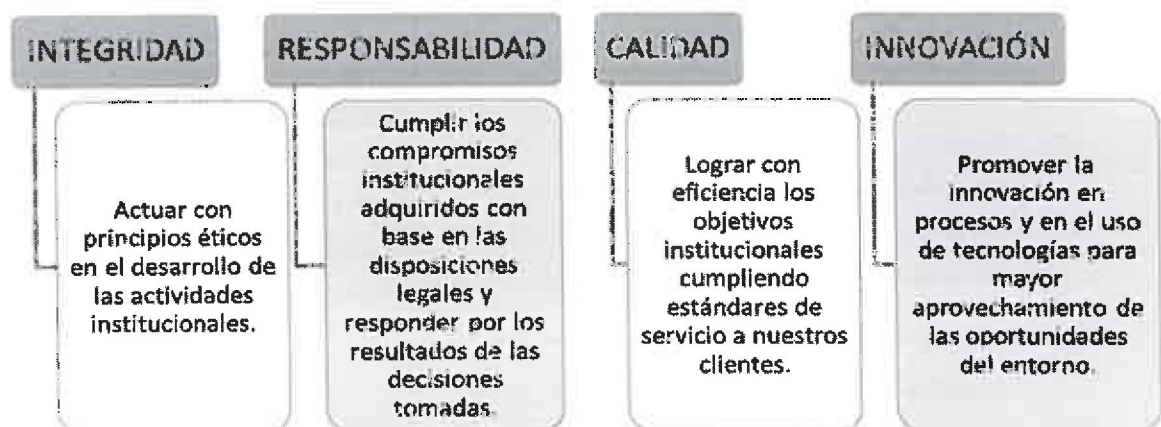 INTEGRIDAD
Actuar con
principios éticos
en el desarrollo de
las actividades
institucionales.
RESPONSABILIDAD
Cumplir los
compromisos
institucionales
adquiridos con
base en las
disposiciones
legales y
responder por los
resultados de las
decisiones
tomadas.
CALIDAD
Lograr con
eficiencia los
objetivos
institucionales
cumpliendo
estándares de
servicio a nuestros
clientes.
INNOVACIÓN
Promover la
innovación en
procesos y en el uso
de tecnologías para
mayor
aprovechamiento de
las oportunidades
del entorno.